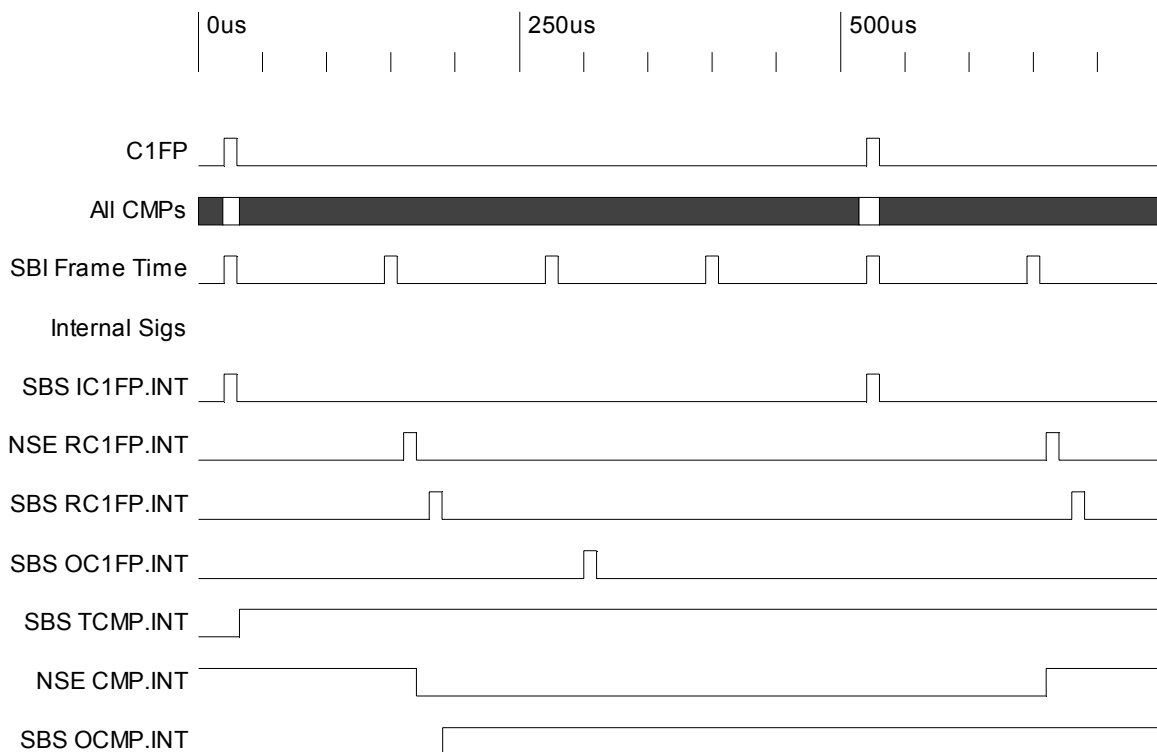 0us 250us 500us
C1FP
All CMPs
SBI Frame Time
Internal Sigs
SBS IC1FP.INT
NSE RC1FP.INT
SBS RC1FP.INT
SBS OC1FP.INT
SBS TCMP.INT
NSE CMP.INT
SBS OCMP.INT